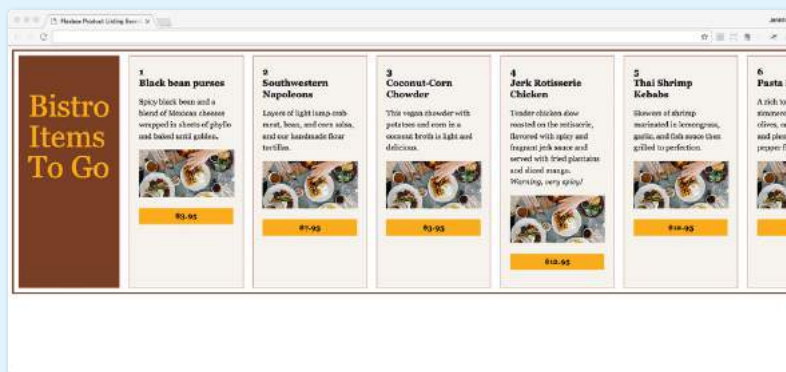 Bistro
Items
To Go
1
Black bean purses
Spicy black bean and a
blend of Mexican cheeses
wrapped in sheets of phyllo
and baked until golden.
$3.95
2
Southwestern
Napoleons
Layers of light lump crab
meat, bean, and corn salsa,
and our handmade flour
tortillas.
$7.95
3
Coconut-Corn
Chowder
This vegan chowder with
potatoes and corn in a
coconut broth is light and
delicious.
$3.95
4
Jerk Rotisserie
Chicken
Tender chicken slow
roasted on the rotisserie,
flavored with spicy and
fragrant jerk sauce and
served with fried plantains
and sliced mango.
Warning, very spicy!
$12.95
5
Thai Shrimp
Kebabs
Skewers of shrimp
marinated in lemongrass,
garlic, and fish sauce then
grilled to perfection.
$12.95
6
Pasta
A rich
olives,
pepper